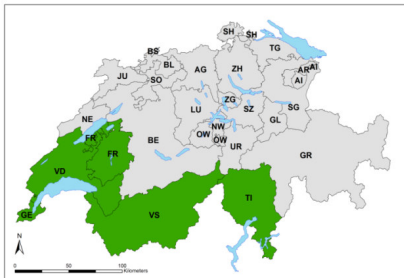 SH
SH
BS
TG
BL
JU
AG
ZH
AR
AI
SO
AI
LU
ZG
SZ
SG
NE
NW
GL
FR
OW
OW
BE
UR
FR
GR
VD
TI
GE
VS
N
0
50
100
Kilometers